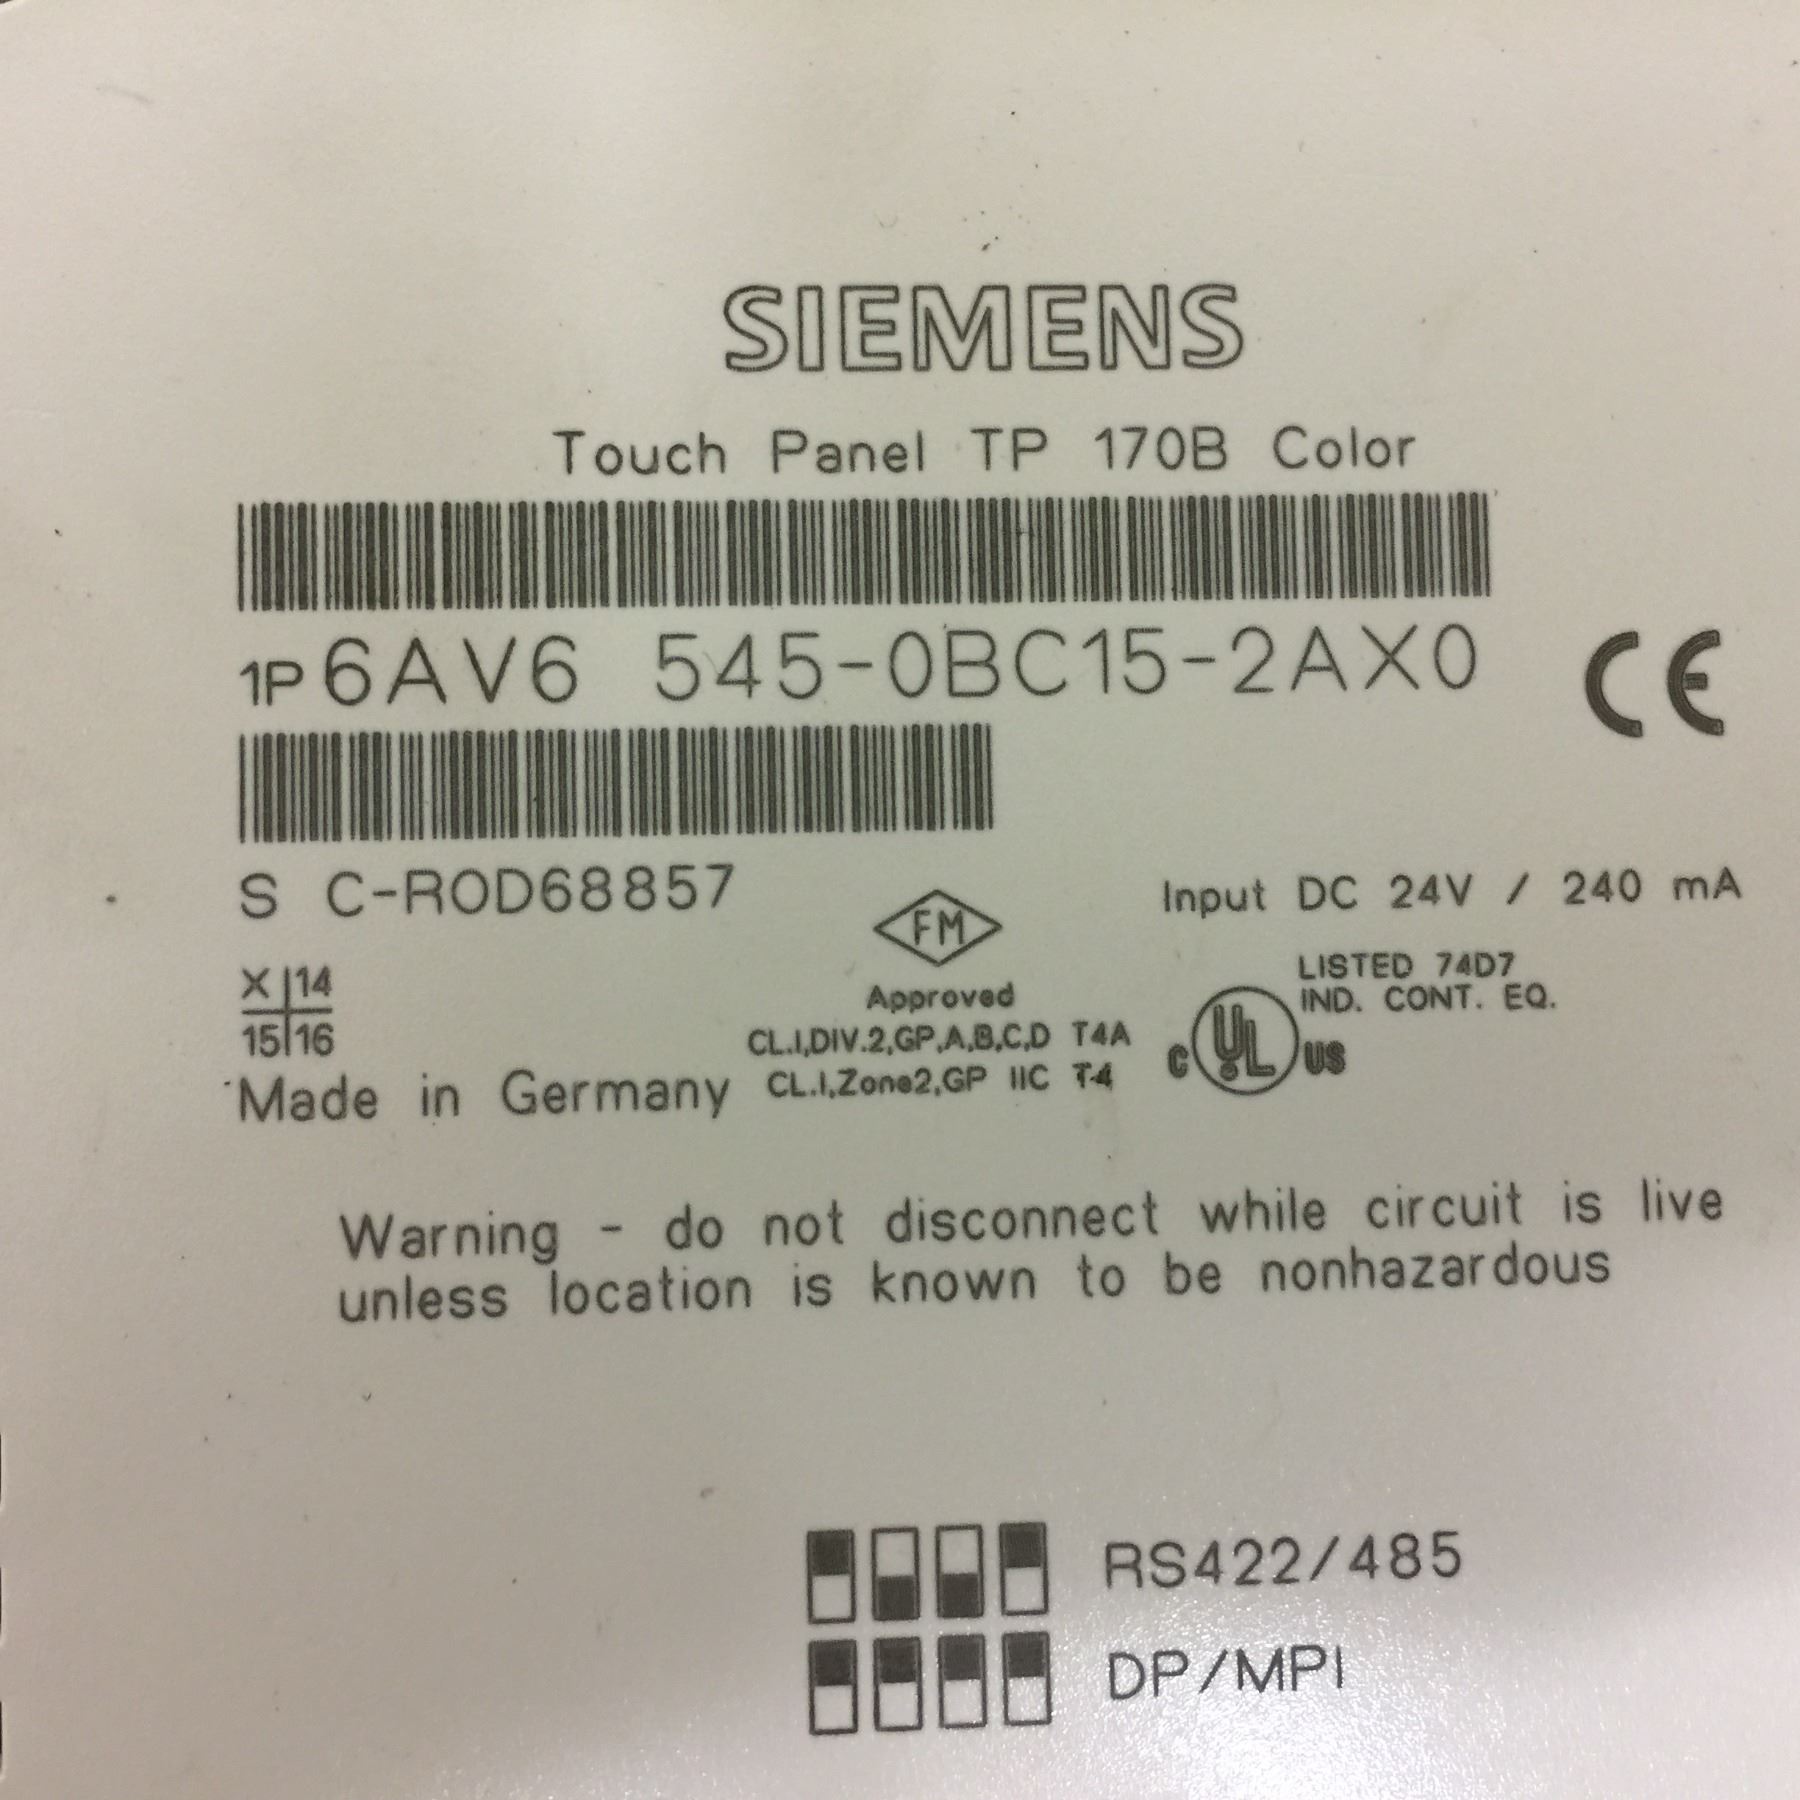 SIEMENS
Touch Panel TP 170B Color
1P 6AV6 545-0BC15-2AX0
CE
S C-R0D68857
Input DC 24V / 240 mA
FM
X 14
15 16
Approved
CL.I,DIV.2,GP.A,B,C,D T4A
CL.I,Zone2,GP IIC T4
LISTED 74D7
IND. CONT. EQ.
C UL US
Made in Germany
Warning - do not disconnect while circuit is live
unless location is known to be nonhazardous
RS422/485
DP/MPI